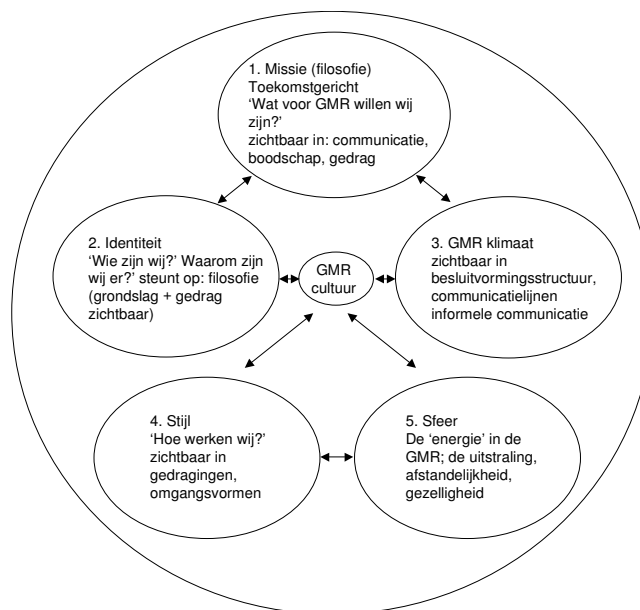 1. Missie (filosofie)
Toekomstgericht
‘Wat voor GMR willen wij
zijn?’
zichtbaar in: communicatie,
boodschap, gedrag
2. Identiteit
‘Wie zijn wij?’ Waarom zijn
wij er?’ steunt op: filosofie
(grondslag + gedrag
zichtbaar)
GMR
cultuur
3. GMR klimaat
zichtbaar in
besluitvormingsstructuur,
communicatielijnen
informele communicatie
4. Stijl
‘Hoe werken wij?’
zichtbaar in
gedragingen,
omgangsvormen
5. Sfeer
De ‘energie’ in de
GMR; de uitstraling,
afstandelijkheid,
gezelligheid